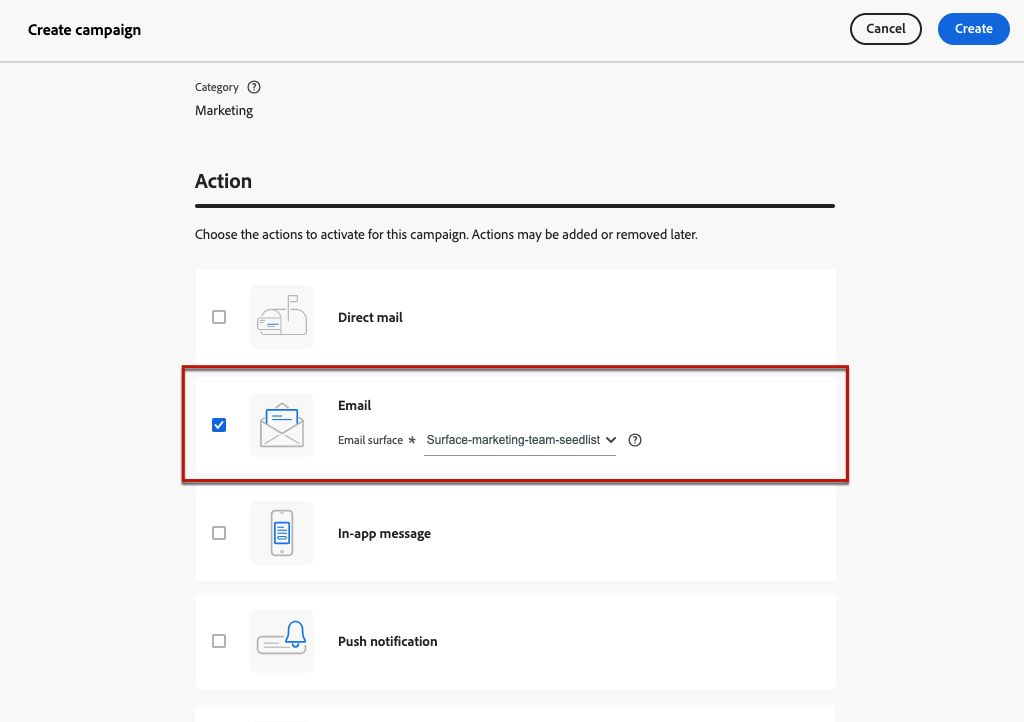 Create campaign
Cancel
Create
Category
Marketing
Action
Choose the actions to activate for this campaign. Actions may be added or removed later.
Direct mail
Email
Email surface * Surface-marketing-team-seedlist
In-app message
Push notification